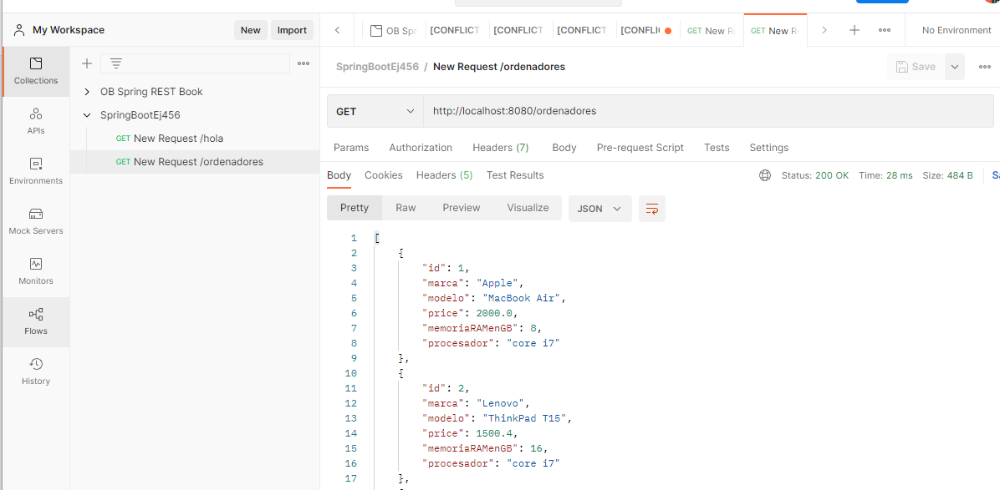 My Workspace
New
Import
OB Spr
[CONFLICT
[CONFLICT
[CONFLICT
[CONFLI
GET New R
GET New R
No Environment
Collections
APIs
Environments
Mock Servers
Monitors
Flows
History
OB Spring REST Book
SpringBootEj456
GET New Request /hola
GET New Request /ordenadores
SpringBootEj456 / New Request /ordenadores
Save
GET
http://localhost:8080/ordenadores
Params Authorization Headers (7) Body Pre-request Script Tests Settings
Body Cookies Headers (5) Test Results
Status: 200 OK Time: 28 ms Size: 484 B
Pretty Raw Preview Visualize JSON
1 [
2 {
3 "id": 1,
4 "marca": "Apple",
5 "modelo": "MacBook Air",
6 "price": 2000.0,
7 "memoriaRAMenGB": 8,
8 "procesador": "core i7"
9 },
10 {
11 "id": 2,
12 "marca": "Lenovo",
13 "modelo": "ThinkPad T15",
14 "price": 1500.4,
15 "memoriaRAMenGB": 16,
16 "procesador": "core i7"
17 },